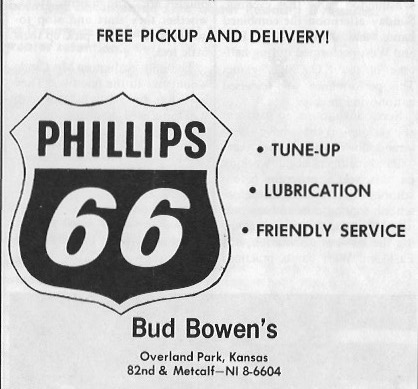 FREE PICKUP AND DELIVERY!
PHILLIPS
66
• TUNE-UP
• LUBRICATION
• FRIENDLY SERVICE
Bud Bowen's
Overland Park, Kansas
82nd & Metcalf—NI 8-6604